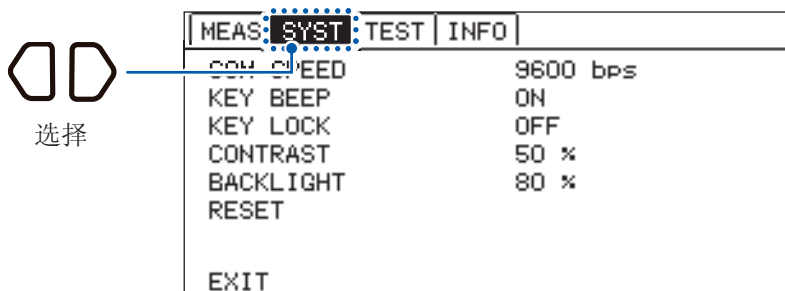 MEAS SYST TEST INFO
COM SPEED 9600 bps
选择
KEY BEEP ON
KEY LOCK OFF
CONTRAST 50 %
BACKLIGHT 80 %
RESET
EXIT